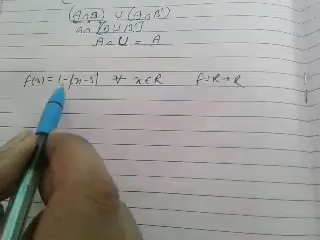 (A∩B) ∪ (A∩B')
A∩ [B∪B']
A∩U = A
f(x) = 1-|x-3| ∀ x∈R f:R→R